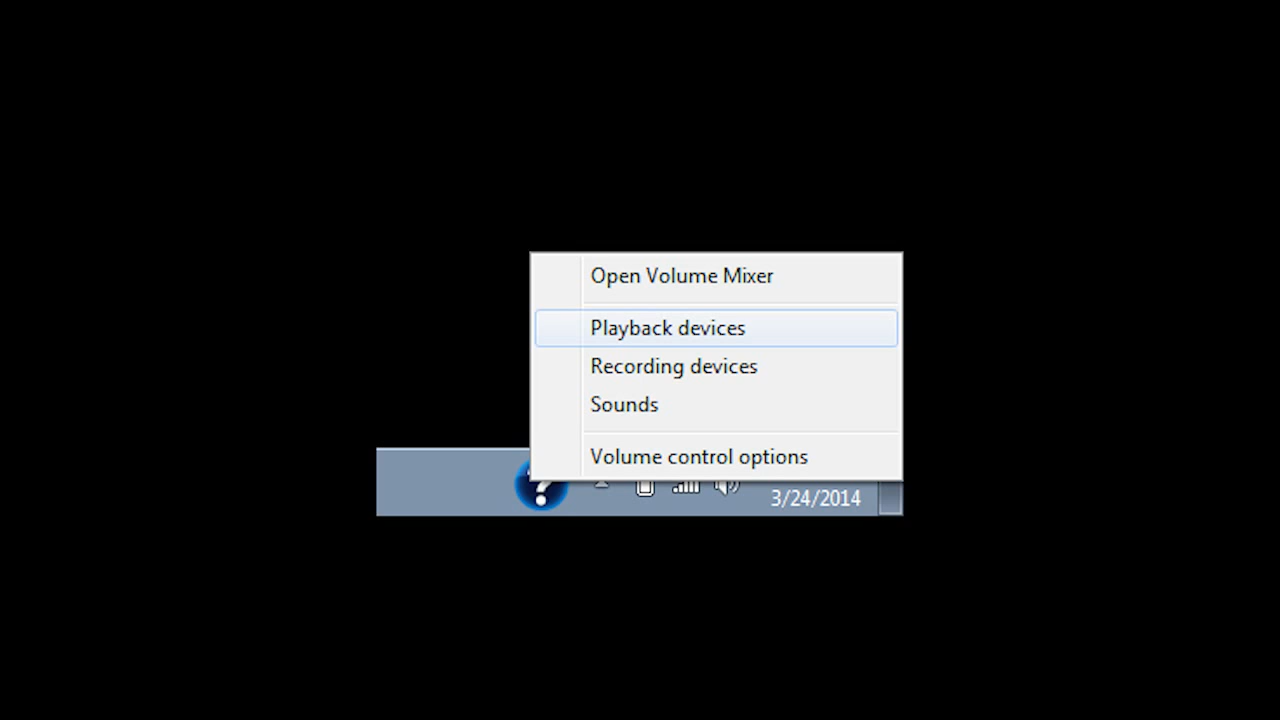 Open Volume Mixer
Playback devices
Recording devices
Sounds
Volume control options
3/24/2014